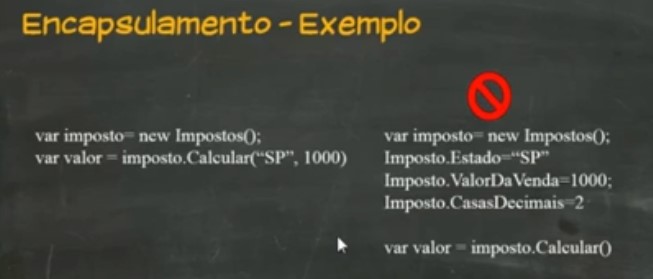 Encapsulamento - Exemplo
var imposto= new Impostos();
var valor = imposto.Calcular(“SP”, 1000)
var imposto= new Impostos();
Imposto.Estado=“SP”
Imposto.ValorDaVenda=1000;
Imposto.CasasDecimais=2
var valor = imposto.Calcular()